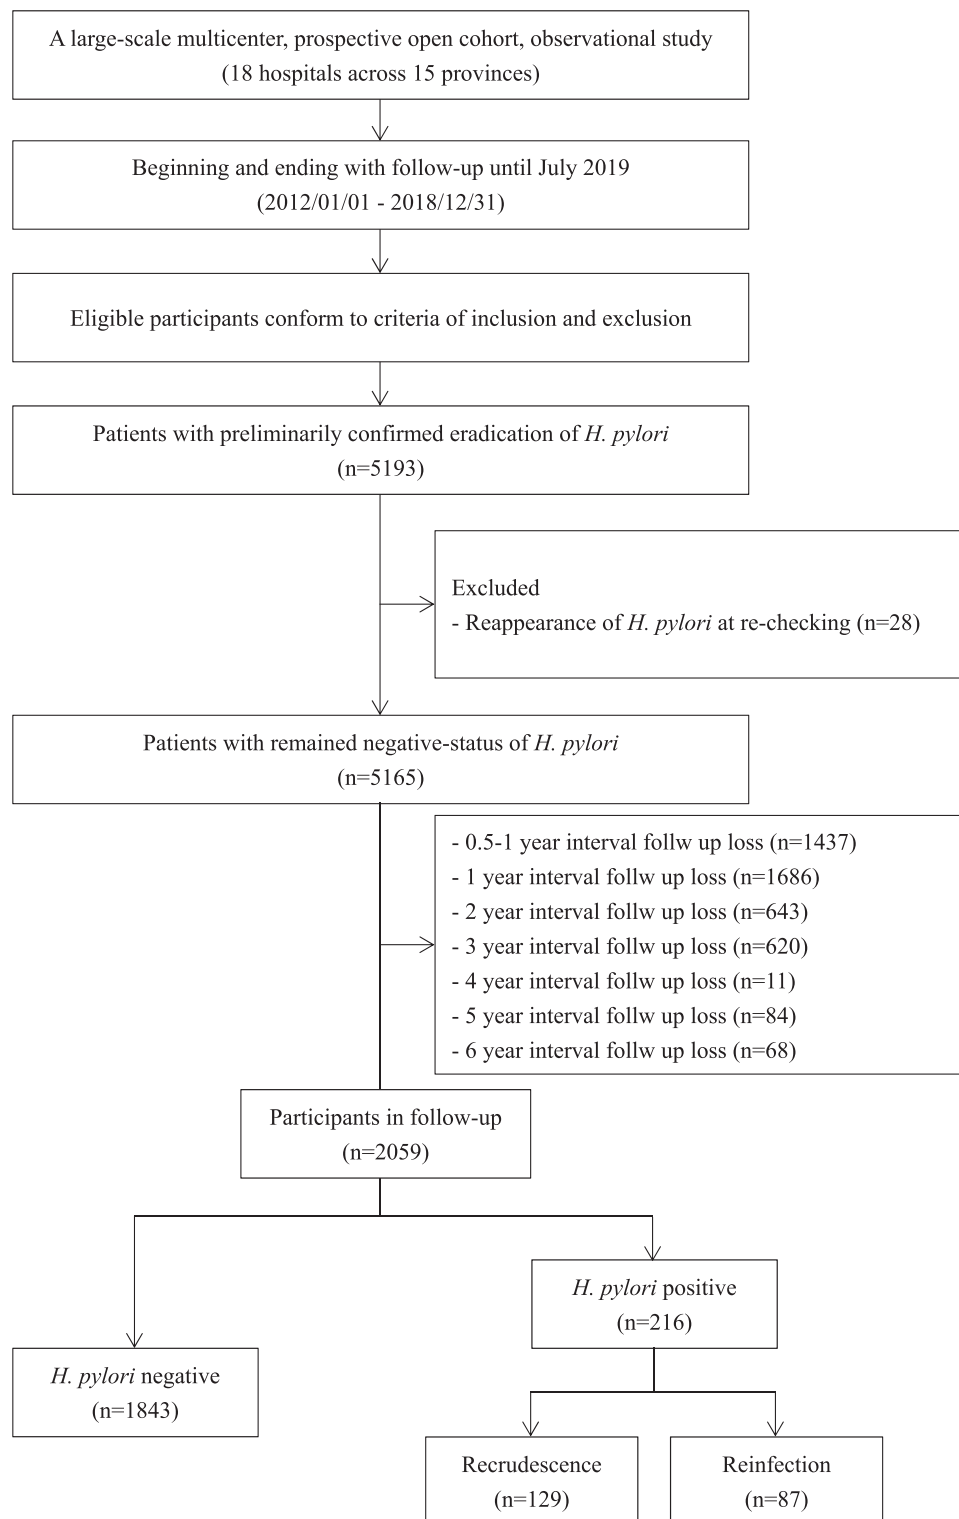 A large-scale multicenter, prospective open cohort, observational study
(18 hospitals across 15 provinces)
Beginning and ending with follow-up until July 2019
(2012/01/01 - 2018/12/31)
Eligible participants conform to criteria of inclusion and exclusion
Patients with preliminarily confirmed eradication of H. pylori
(n=5193)
Excluded
- Reappearance of H. pylori at re-checking (n=28)
Patients with remained negative-status of H. pylori
(n=5165)
- 0.5-1 year interval follw up loss (n=1437)
- 1 year interval follw up loss (n=1686)
- 2 year interval follw up loss (n=643)
- 3 year interval follw up loss (n=620)
- 4 year interval follw up loss (n=11)
- 5 year interval follw up loss (n=84)
- 6 year interval follw up loss (n=68)
Participants in follow-up
(n=2059)
H. pylori positive
(n=216)
H. pylori negative
(n=1843)
Recrudescence
(n=129)
Reinfection
(n=87)